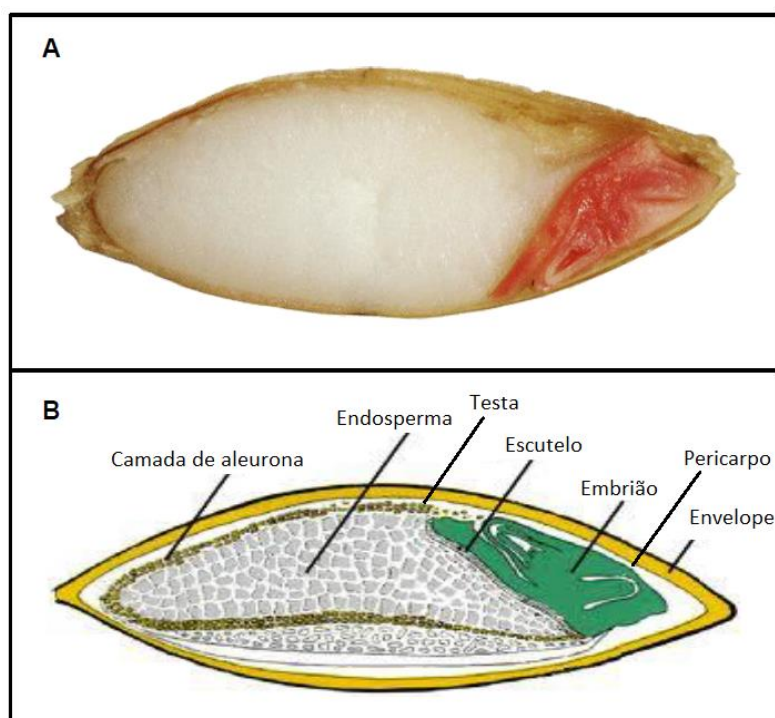 A
B
Testa
Endosperma
Escutelo
Pericarpo
Camada de aleurona
Embrião
Envelope